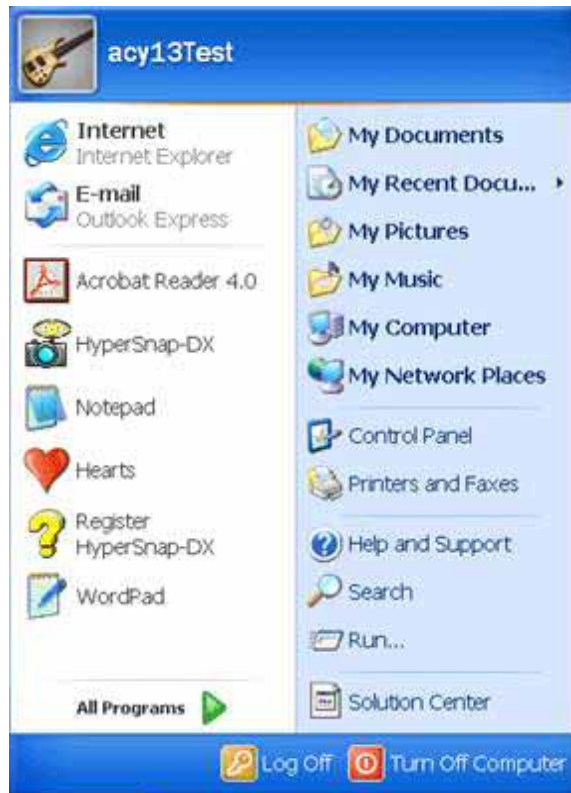 acy13Test
Internet
Internet Explorer
E-mail
Outlook Express
Acrobat Reader 4.0
HyperSnap-DX
Notepad
Hearts
Register
HyperSnap-DX
WordPad
All Programs
My Documents
My Recent Docu...
My Pictures
My Music
My Computer
My Network Places
Control Panel
Printers and Faxes
Help and Support
Search
Run...
Solution Center
Log Off
Turn Off Computer